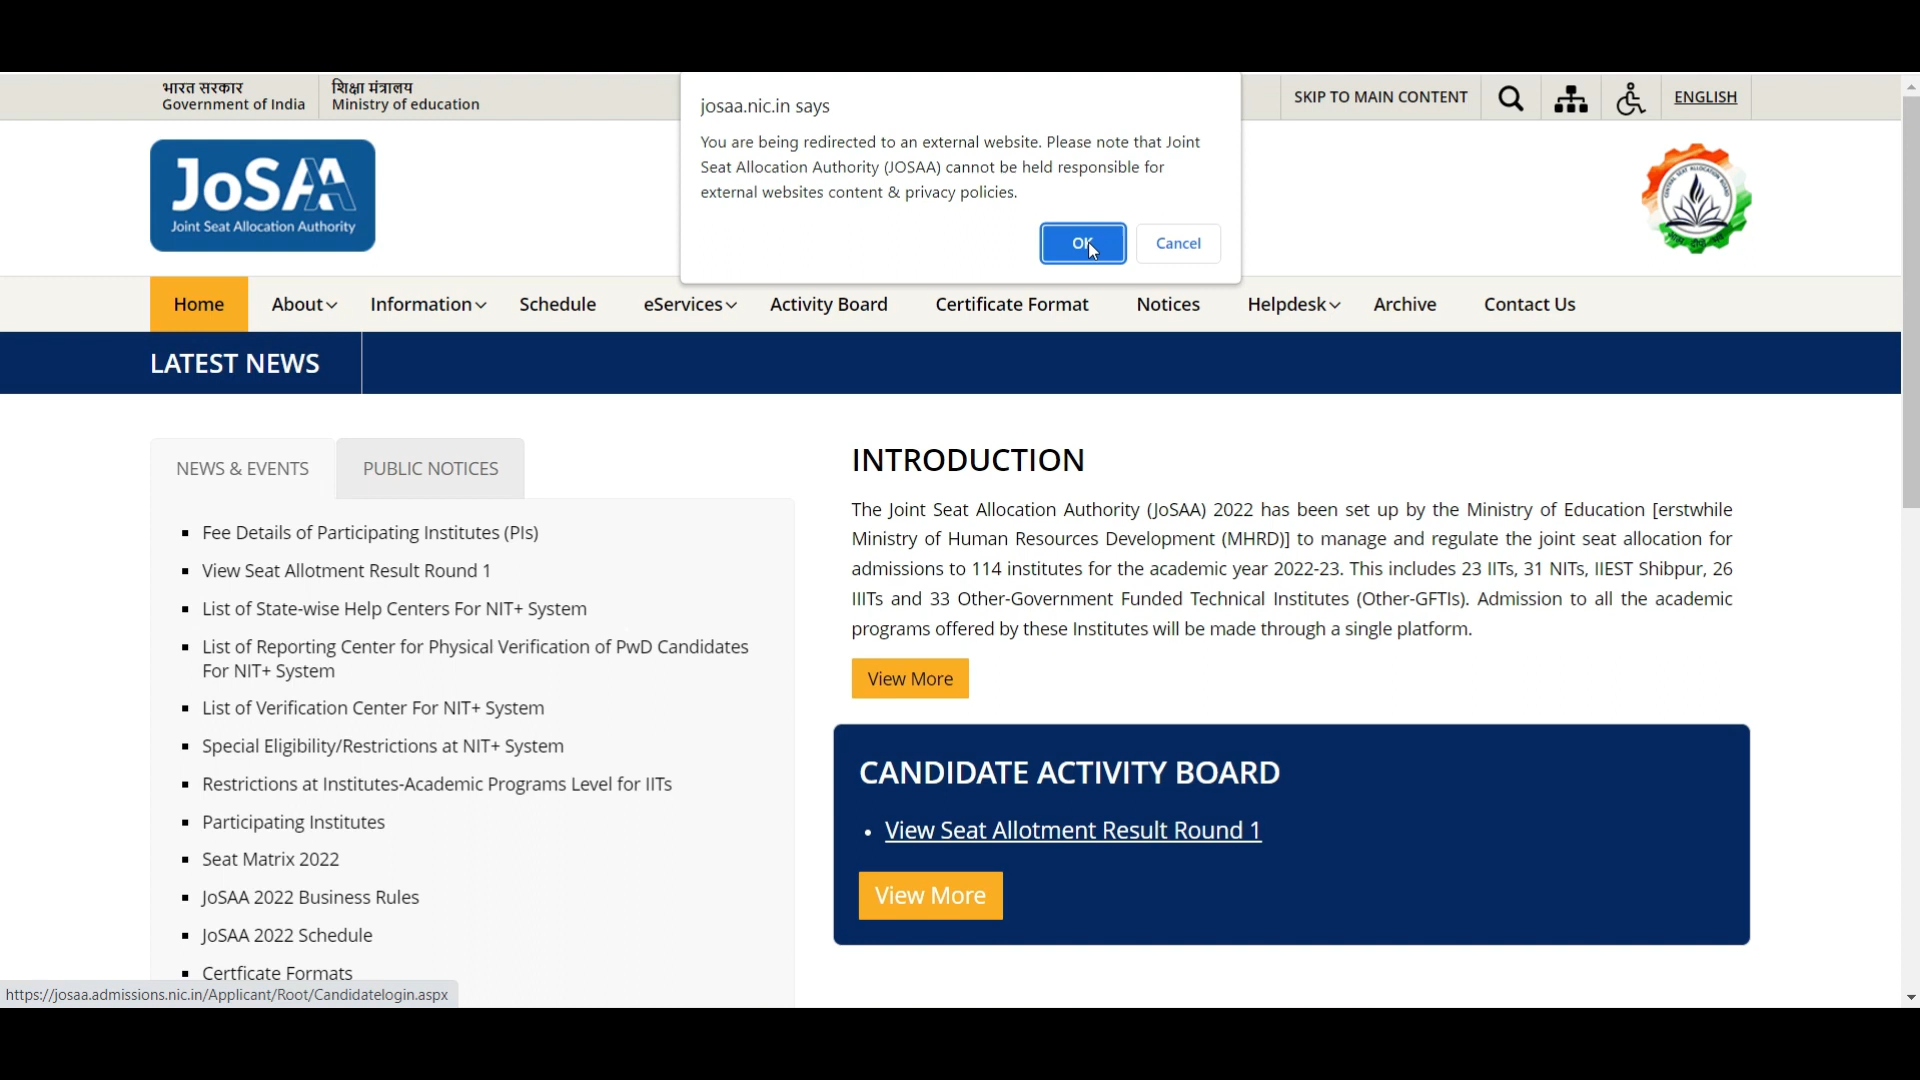 भारत सरकार
Government of India
शिक्षा मंत्रालय
Ministry of education
SKIP TO MAIN CONTENT
ENGLISH
josaa.nic.in says
You are being redirected to an external website. Please note that Joint
Seat Allocation Authority (JOSAA) cannot be held responsible for
external websites content & privacy policies.
OK
Cancel
JoSAA
Joint Seat Allocation Authority
Home
About
Information
Schedule
eServices
Activity Board
Certificate Format
Notices
Helpdesk
Archive
Contact Us
LATEST NEWS
NEWS & EVENTS
PUBLIC NOTICES
Fee Details of Participating Institutes (PIs)
View Seat Allotment Result Round 1
List of State-wise Help Centers For NIT+ System
List of Reporting Center for Physical Verification of PwD Candidates
For NIT+ System
List of Verification Center For NIT+ System
Special Eligibility/Restrictions at NIT+ System
Restrictions at Institutes-Academic Programs Level for IITs
Participating Institutes
Seat Matrix 2022
JoSAA 2022 Business Rules
JoSAA 2022 Schedule
Certficate Formats
INTRODUCTION
The Joint Seat Allocation Authority (JoSAA) 2022 has been set up by the Ministry of Education [erstwhile
Ministry of Human Resources Development (MHRD)] to manage and regulate the joint seat allocation for
admissions to 114 institutes for the academic year 2022-23. This includes 23 IITs, 31 NITs, IIEST Shibpur, 26
IIITs and 33 Other-Government Funded Technical Institutes (Other-GFTIs). Admission to all the academic
programs offered by these Institutes will be made through a single platform.
View More
CANDIDATE ACTIVITY BOARD
View Seat Allotment Result Round 1
View More
https://josaa.admissions.nic.in/Applicant/Root/Candidatelogin.aspx